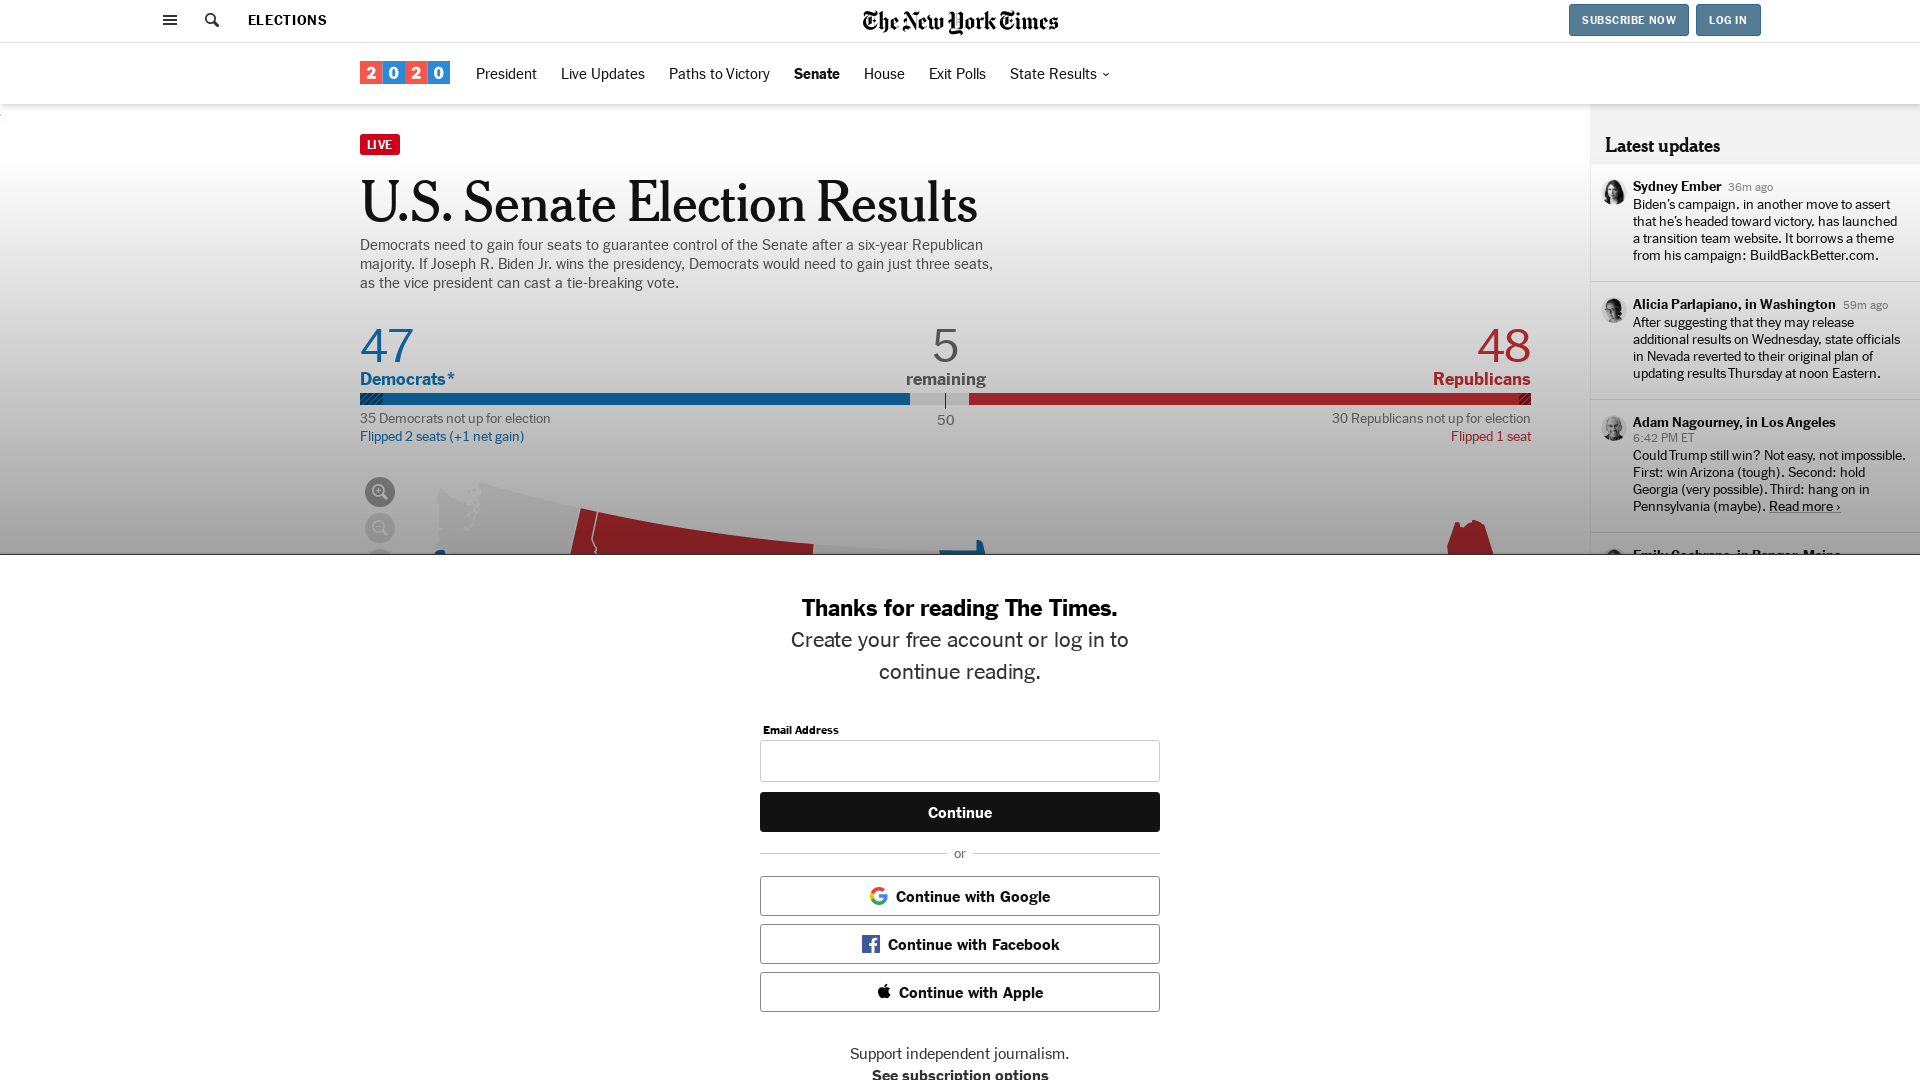 ELECTIONS
The New York Times
SUBSCRIBE NOW
LOG IN
2020
President
Live Updates
Paths to Victory
Senate
House
Exit Polls
State Results
LIVE
U.S. Senate Election Results
Democrats need to gain four seats to guarantee control of the Senate after a six-year Republican
majority. If Joseph R. Biden Jr. wins the presidency, Democrats would need to gain just three seats,
as the vice president can cast a tie-breaking vote.
47
Democrats*
5
remaining
48
Republicans
35 Democrats not up for election
Flipped 2 seats (+1 net gain)
50
30 Republicans not up for election
Flipped 1 seat
Latest updates
Sydney Ember 36m ago
Biden’s campaign, in another move to assert
that he’s headed toward victory, has launched
a transition team website. It borrows a theme
from his campaign: BuildBackBetter.com.
Alicia Parlapiano, in Washington 59m ago
After suggesting that they may release
additional results on Wednesday, state officials
in Nevada reverted to their original plan of
updating results Thursday at noon Eastern.
Adam Nagourney, in Los Angeles
6:42 PM ET
Could Trump still win? Not easy, not impossible.
First: win Arizona (tough). Second: hold
Georgia (very possible). Third: hang on in
Pennsylvania (maybe). Read more ›
Emily Cochrane, in Bangor, Maine
Thanks for reading The Times.
Create your free account or log in to
continue reading.
Email Address
Continue
or
Continue with Google
Continue with Facebook
Continue with Apple
Support independent journalism.
See subscription options